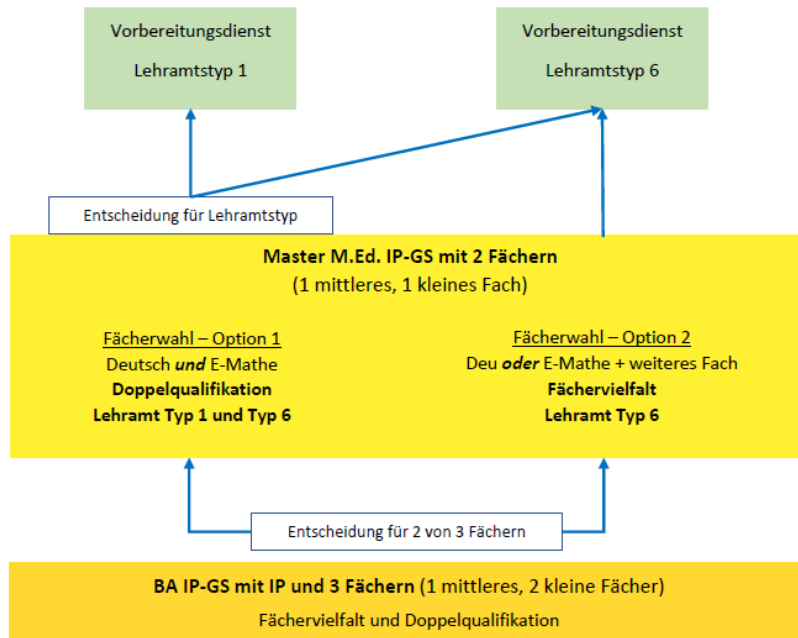 Vorbereitungsdienst
Lehramtstyp 1
Vorbereitungsdienst
Lehramtstyp 6
Entscheidung für Lehramtstyp
Master M.Ed. IP-GS mit 2 Fächern
(1 mittleres, 1 kleines Fach)
Fächerwahl – Option 1
Deutsch und E-Mathe
Doppelqualifikation
Lehramt Typ 1 und Typ 6
Fächerwahl – Option 2
Deu oder E-Mathe + weiteres Fach
Fächervielfalt
Lehramt Typ 6
Entscheidung für 2 von 3 Fächern
BA IP-GS mit IP und 3 Fächern (1 mittleres, 2 kleine Fächer)
Fächervielfalt und Doppelqualifikation